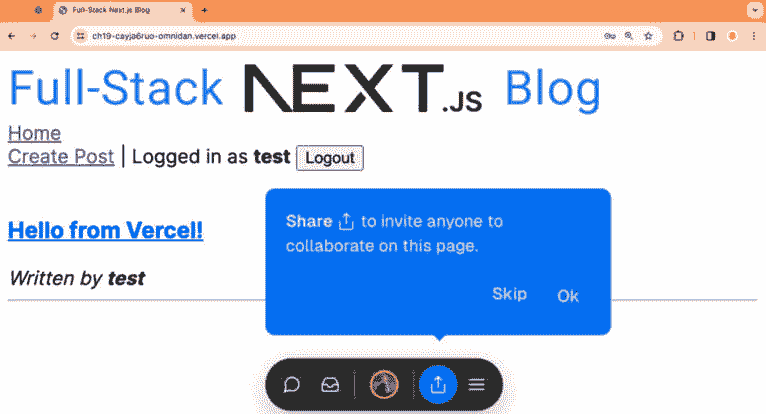 Full-Stack Next.js Blog
ch19-cayja6ruo-omnidan.vercel.app
Full-Stack NEXT.JS Blog
Home
Create Post | Logged in as test Logout
Hello from Vercel!
Written by test
Share to invite anyone to
collaborate on this page.
Skip Ok